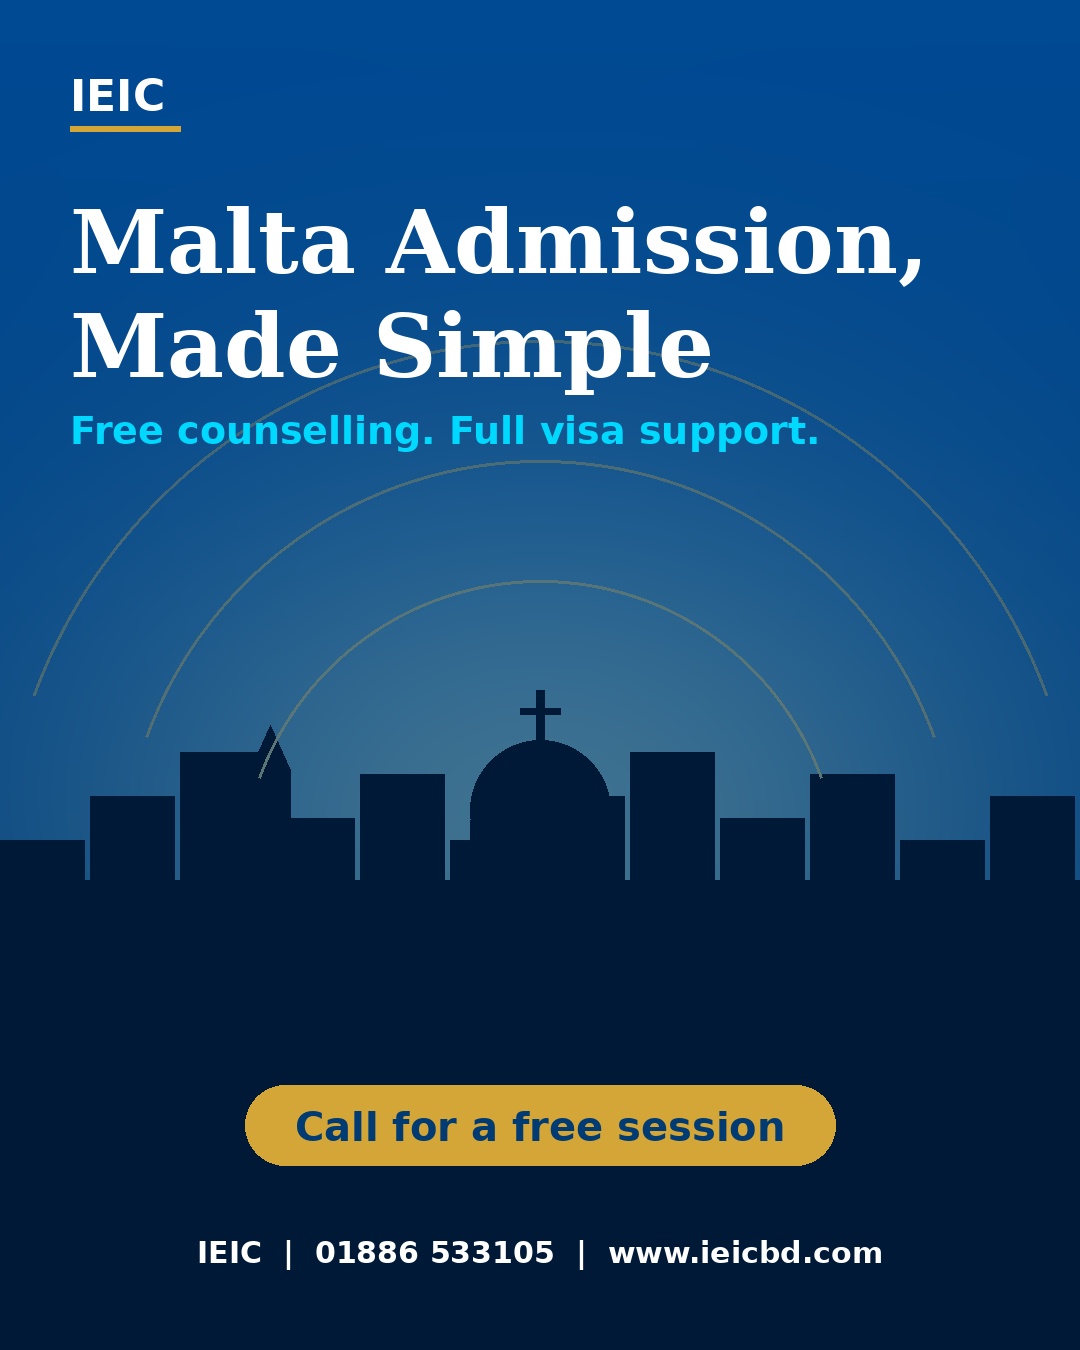 IEIC
Malta Admission,
Made Simple
Free counselling. Full visa support.
Call for a free session
IEIC | 01886 533105 | www.ieicbd.com